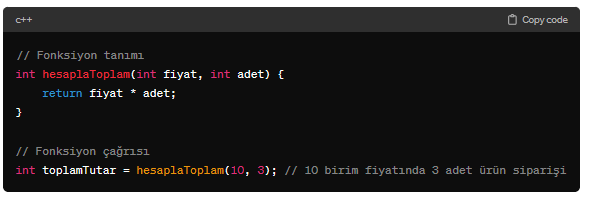 c++
Copy code
// Fonksiyon tanımı
int hesaplaToplam(int fiyat, int adet) {
    return fiyat * adet;
}
// Fonksiyon çağrısı
int toplamTutar = hesaplaToplam(10, 3); // 10 birim fiyatında 3 adet ürün siparişi